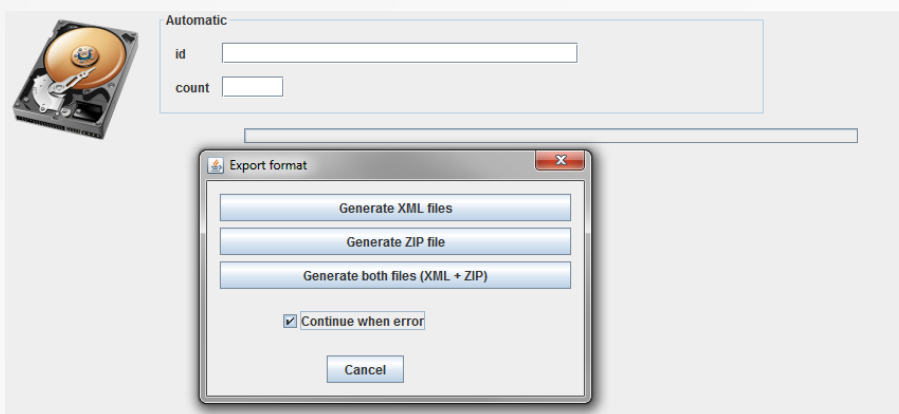 Automatic
id
count
Export format
Generate XML files
Generate ZIP file
Generate both files (XML + ZIP)
Continue when error
Cancel